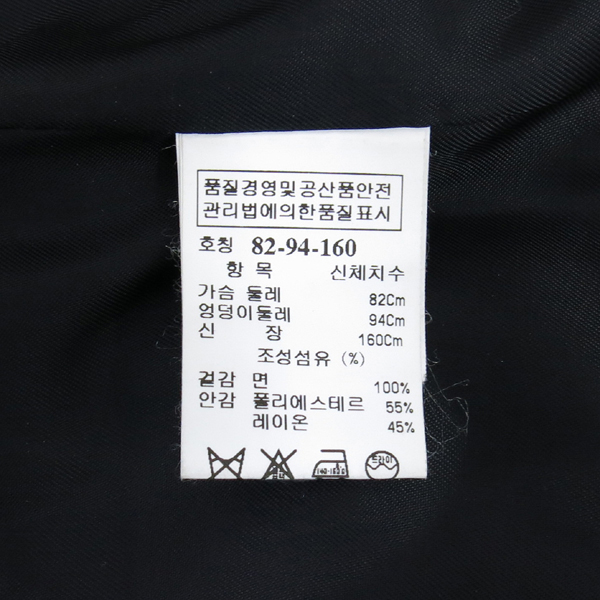 품질경영및공산품안전
관리법에의한품질표시
호칭 82-94-160
항 목 신체치수
가슴 둘레 82Cm
엉덩이둘레 94Cm
신 장 160Cm
조성섬유 (%)
겉감 면 100%
안감 폴리에스테르 55%
레이온 45%
드라이